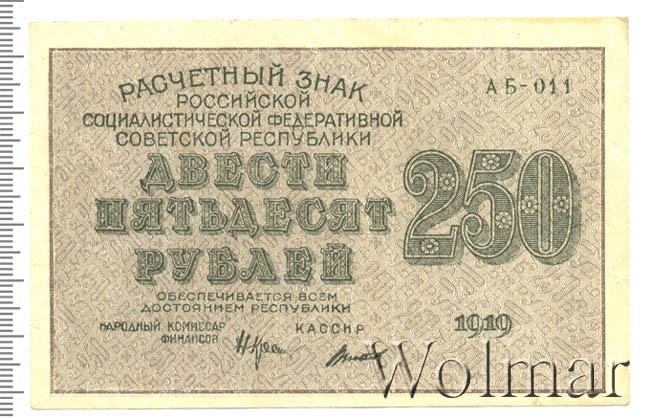 РАСЧЕТНЫЙ ЗНАК
АБ-011
РОССИЙСКОЙ
СОЦИАЛИСТИЧЕСКОЙ ФЕДЕРАТИВНОЙ
СОВЕТСКОЙ РЕСПУБЛИКИ
ДВЕСТИ
ПЯТЬДЕСЯТ
РУБЛЕЙ
250
ОБЕСПЕЧИВАЕТСЯ ВСЕМ
ДОСТОЯНИЕМ РЕСПУБЛИКИ
НАРОДНЫЙ КОМИССАР
ФИНАНСОВ
КАССИР
1919
Wolmar